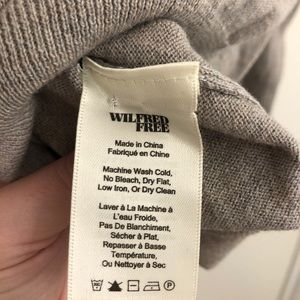 WILFRED
FREE
Made in China
Fabriqué en Chine
Machine Wash Cold,
No Bleach, Dry Flat,
Low Iron, Or Dry Clean
Laver À La Machine À
L'eau Froide,
Pas De Blanchiment,
Sécher à Plat,
Repasser à Basse
Température,
Ou Nettoyer à Sec